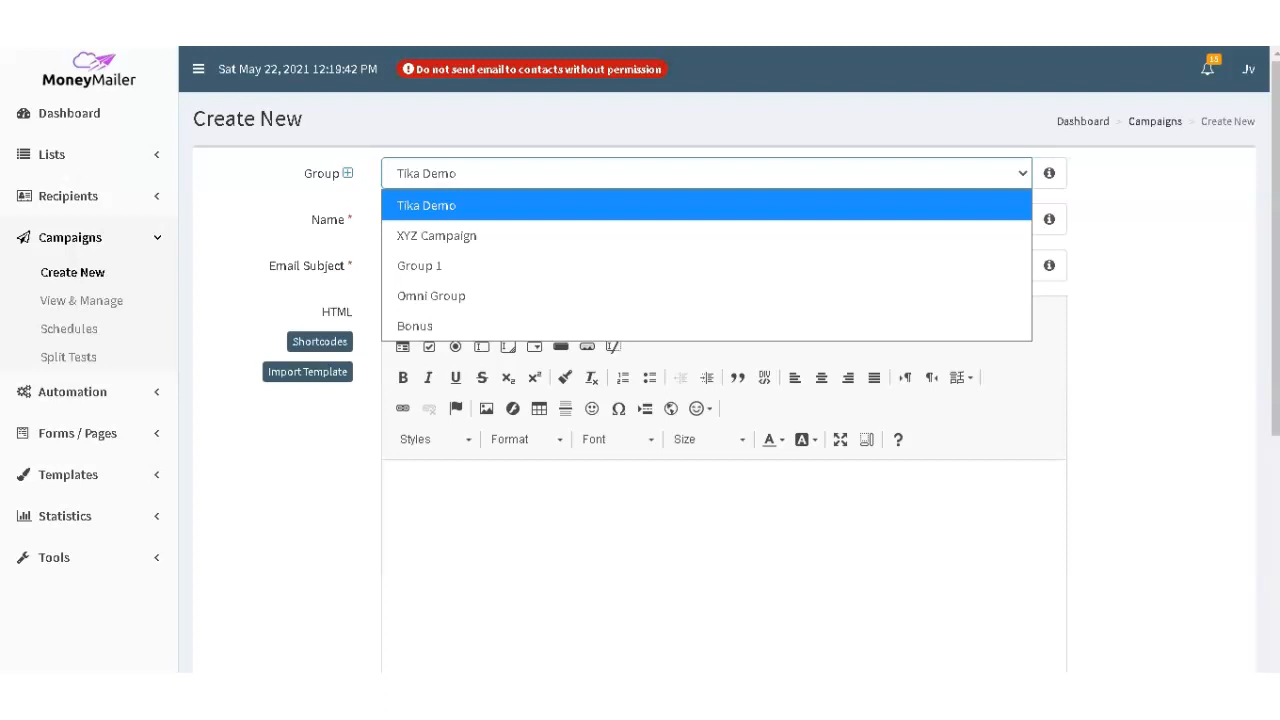 MoneyMailer
Sat May 22, 2021 12:19:42 PM
Do not send email to contacts without permission
15
Jv
Dashboard
Lists
Recipients
Campaigns
Create New
View & Manage
Schedules
Split Tests
Automation
Forms / Pages
Templates
Statistics
Tools
Create New
Dashboard > Campaigns > Create New
Group
Tika Demo
Tika Demo
XYZ Campaign
Group 1
Omni Group
Bonus
Name *
Email Subject *
HTML
Shortcodes
Import Template
Styles
Format
Font
Size